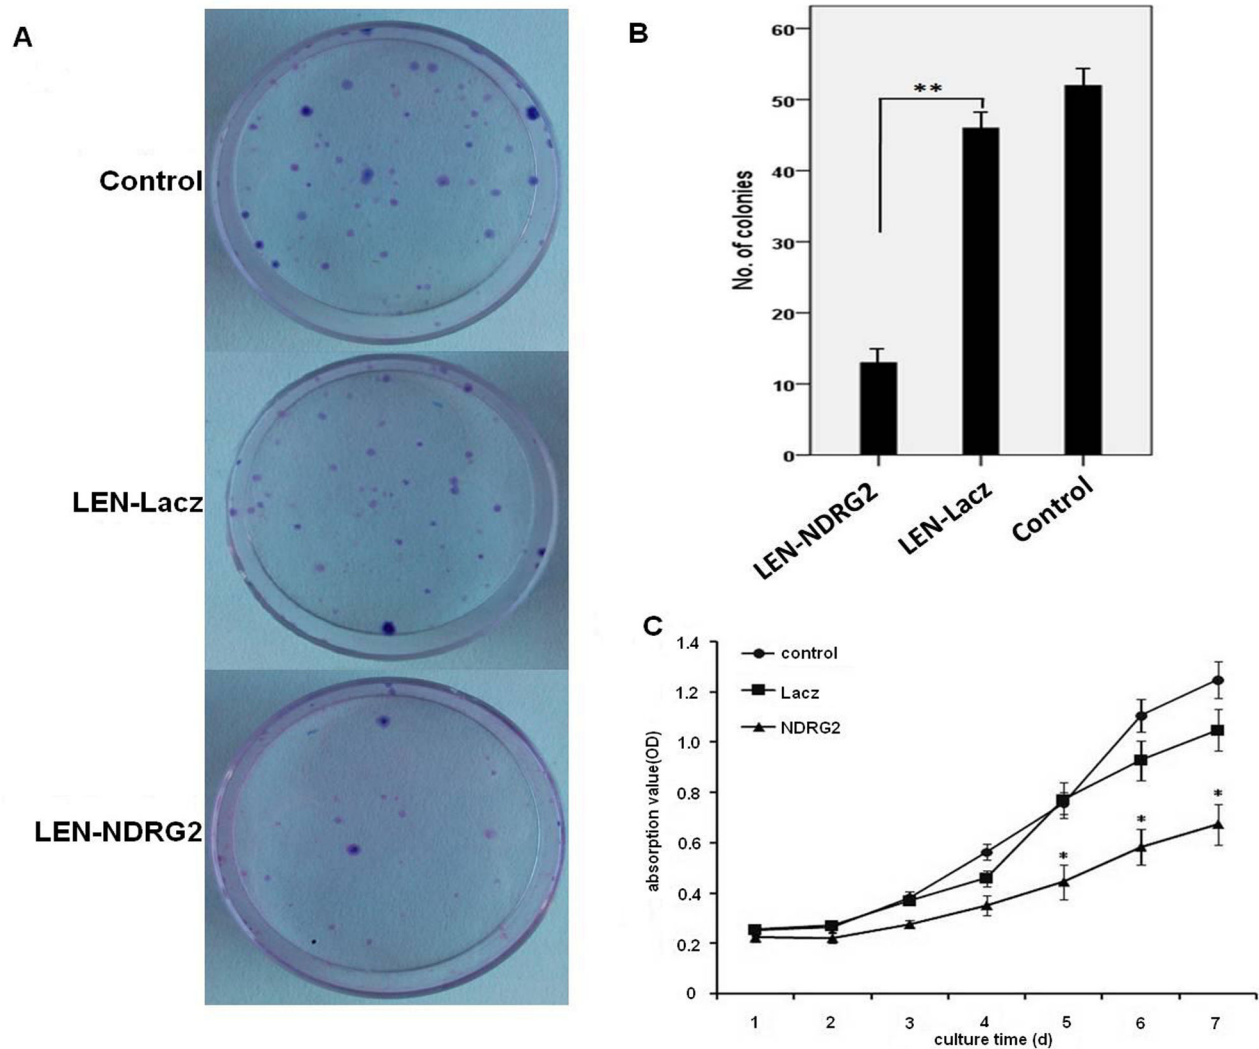 A
Control
LEN-Lacz
LEN-NDRG2
B
No. of colonies
60
50
40
30
20
10
0
**
LEN-NDRG2
LEN-Lacz
Control
C
absorption value(OD)
1.4
1.2
1.0
0.8
0.6
0.4
0.2
0
control
Lacz
NDRG2
*
*
*
1 2 3 4 5 6 7
culture time (d)